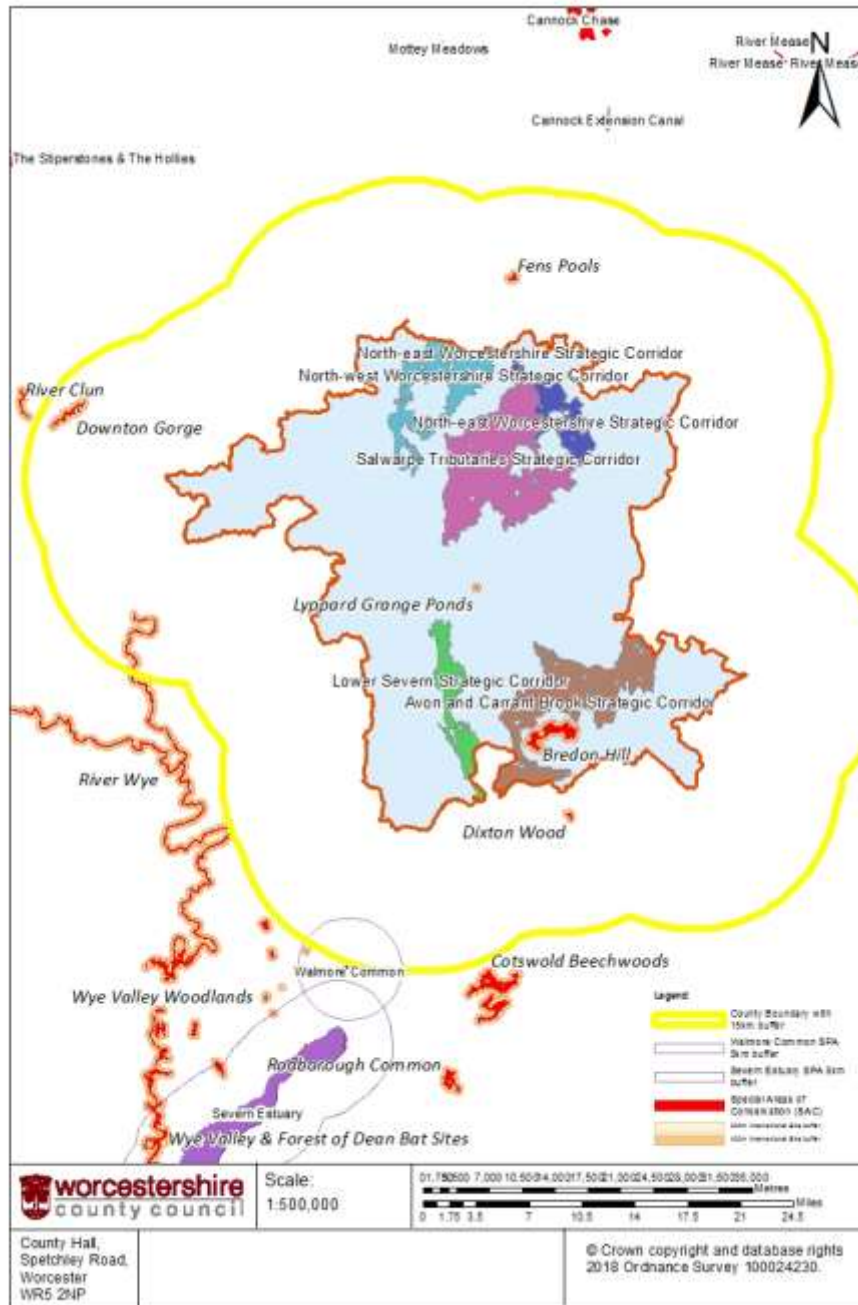 Cannock Chase
Mottey Meadows
River Mease
N
River Mease
River Mease
Cannock Extension Canal
The Stiperstones & The Hollies
Fens Pools
North-east Worcestershire Strategic Corridor
North-west Worcestershire Strategic Corridor
River Clun
Downton Gorge
North-east Worcestershire Strategic Corridor
Salwarpe Tributaries Strategic Corridor
Lyppard Grange Ponds
Lower Severn Strategic Corridor
Avon and Carrant Brook Strategic Corridor
Bredon Hill
River Wye
Dixton Wood
Walmore Common
Cotswold Beechwoods
Wye Valley Woodlands
Rodborough Common
Severn Estuary
Wye Valley & Forest of Dean Bat Sites
Legend
County Boundary with
15km buffer
Walmore Common SPA
5km buffer
Severn Estuary SPA 5km
buffer
Special Areas of
Conservation (SAC)
worcestershire
county council
Scale:
1:500,000
Metres
Miles
0 1.75 3.5 7 10.5 14 17.5 21 24.5
County Hall,
Spetchley Road,
Worcester
WR5 2NP
© Crown copyright and database rights
2018 Ordnance Survey 100024230.